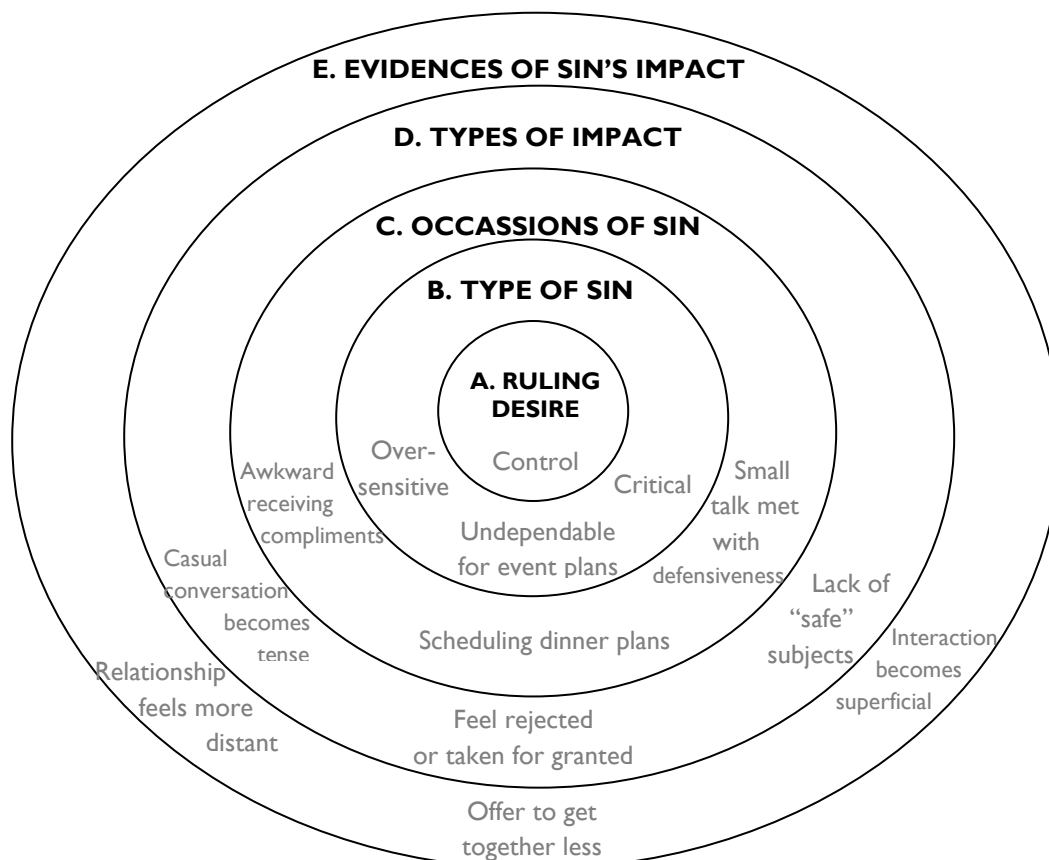 E. EVIDENCES OF SIN’S IMPACT
D. TYPES OF IMPACT
C. OCCASSIONS OF SIN
B. TYPE OF SIN
A. RULING
DESIRE
Control
Over-
sensitive
Critical
Undependable
for event plans
Awkward
receiving
compliments
Small
talk met
with
defensiveness
Scheduling dinner plans
Casual
conversation
becomes
tense
Lack of
“safe”
subjects
Feel rejected
or taken for granted
Relationship
feels more
distant
Interaction
becomes
superficial
Offer to get
together less